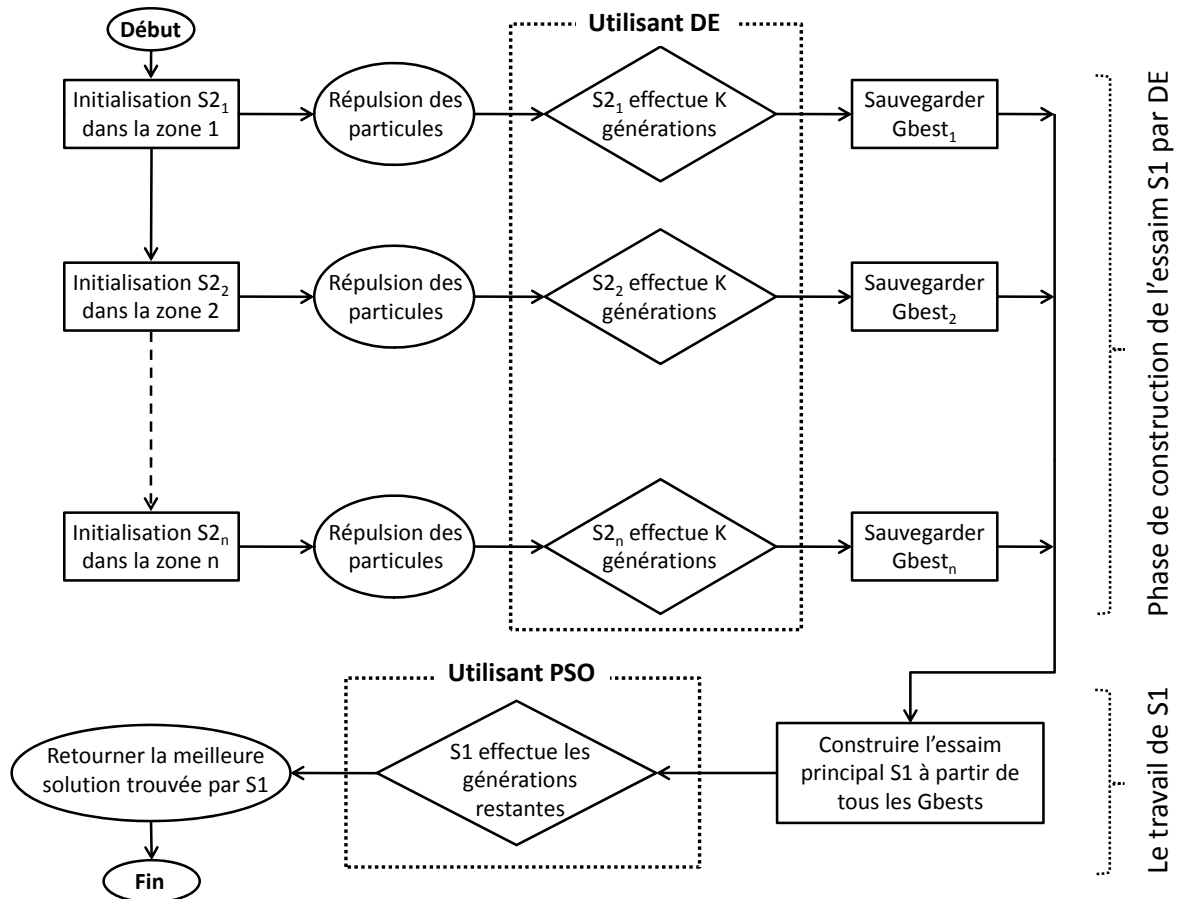 Début
Utilisant DE
Initialisation S2₁
dans la zone 1
Répulsion des
particules
S2₁ effectue K
générations
Sauvegarder
Gbest₁
Initialisation S2₂
dans la zone 2
Répulsion des
particules
S2₂ effectue K
générations
Sauvegarder
Gbest₂
Initialisation S2ₙ
dans la zone n
Répulsion des
particules
S2ₙ effectue K
générations
Sauvegarder
Gbestₙ
Phase de construction de l’essaim S1 par DE
Utilisant PSO
Retourner la meilleure
solution trouvée par S1
S1 effectue les
générations
restantes
Construire l’essaim
principal S1 à partir de
tous les Gbests
Le travail de S1
Fin